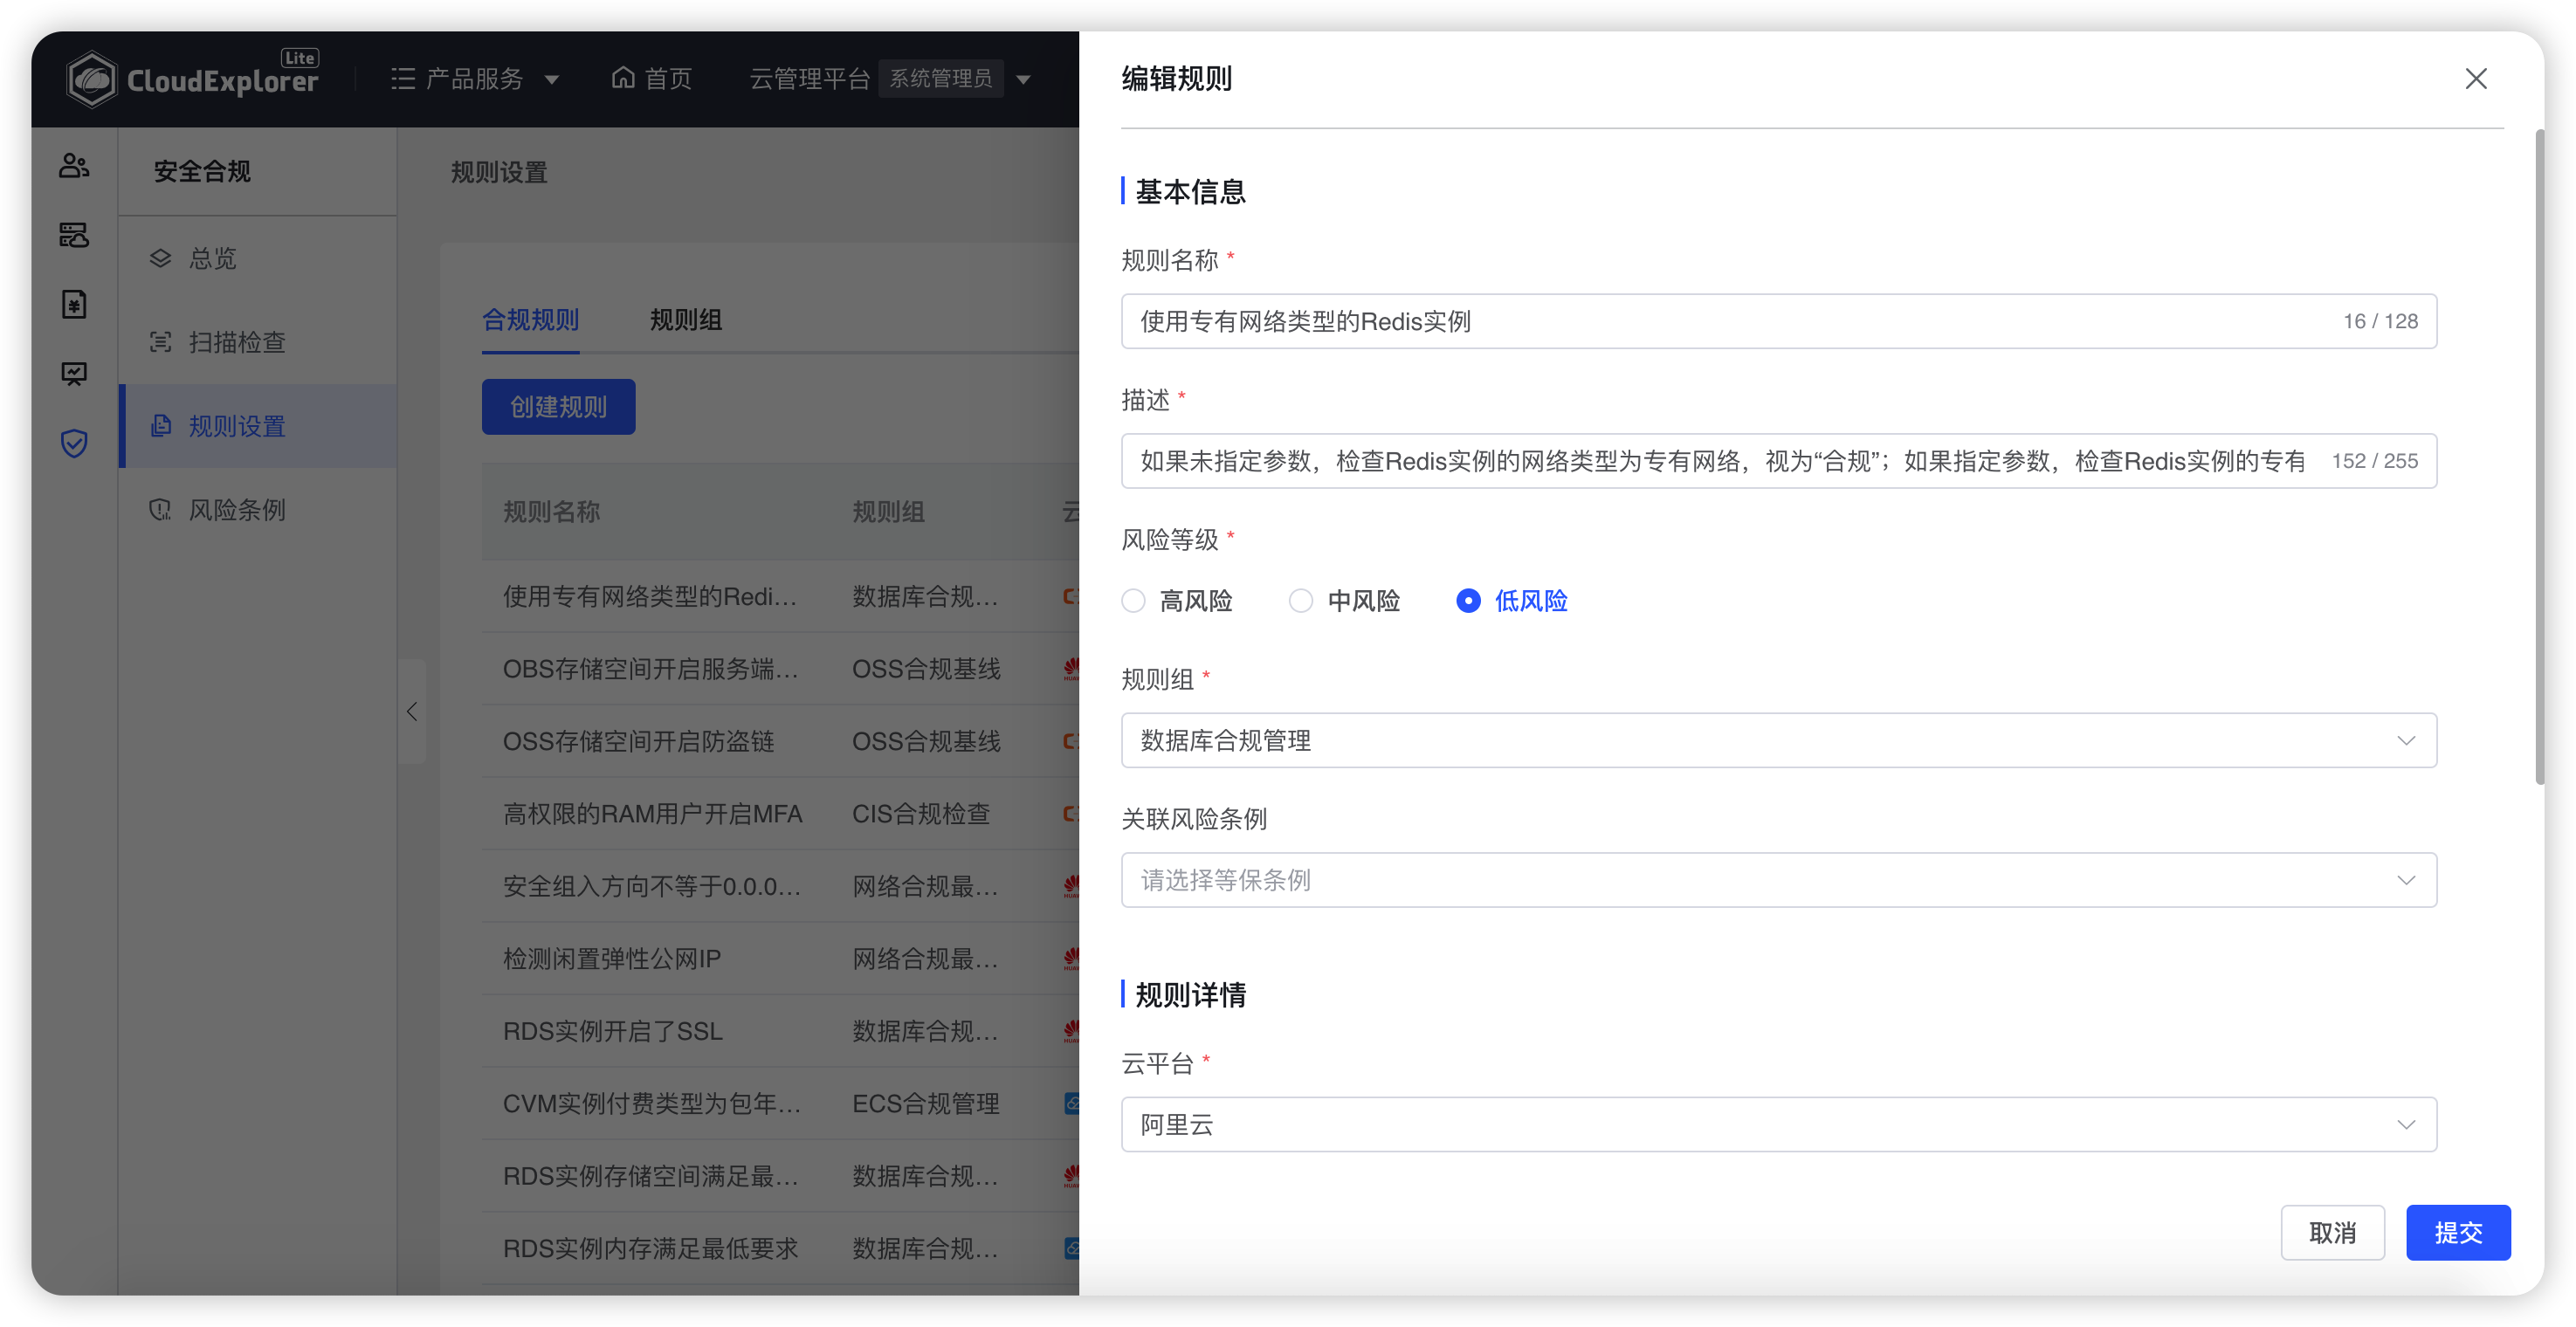 CloudExplorer Lite
产品服务
首页
云管理平台 系统管理员
安全合规
总览
扫描检查
规则设置
风险条例
规则设置
合规规则 规则组
创建规则
规则名称 规则组 云
使用专有网络类型的Redi... 数据库合规...
OBS存储空间开启服务端... OSS合规基线
OSS存储空间开启防盗链 OSS合规基线
高权限的RAM用户开启MFA CIS合规检查
安全组入方向不等于0.0.0... 网络合规最...
检测闲置弹性公网IP 网络合规最...
RDS实例开启了SSL 数据库合规...
CVM实例付费类型为包年... ECS合规管理
RDS实例存储空间满足最... 数据库合规...
RDS实例内存满足最低要求 数据库合规...
编辑规则
基本信息
规则名称 *
使用专有网络类型的Redis实例 16 / 128
描述 *
如果未指定参数，检查Redis实例的网络类型为专有网络，视为“合规”；如果指定参数，检查Redis实例的专有 152 / 255
风险等级 *
高风险 中风险 低风险
规则组 *
数据库合规管理
关联风险条例
请选择等保条例
规则详情
云平台 *
阿里云
取消 提交